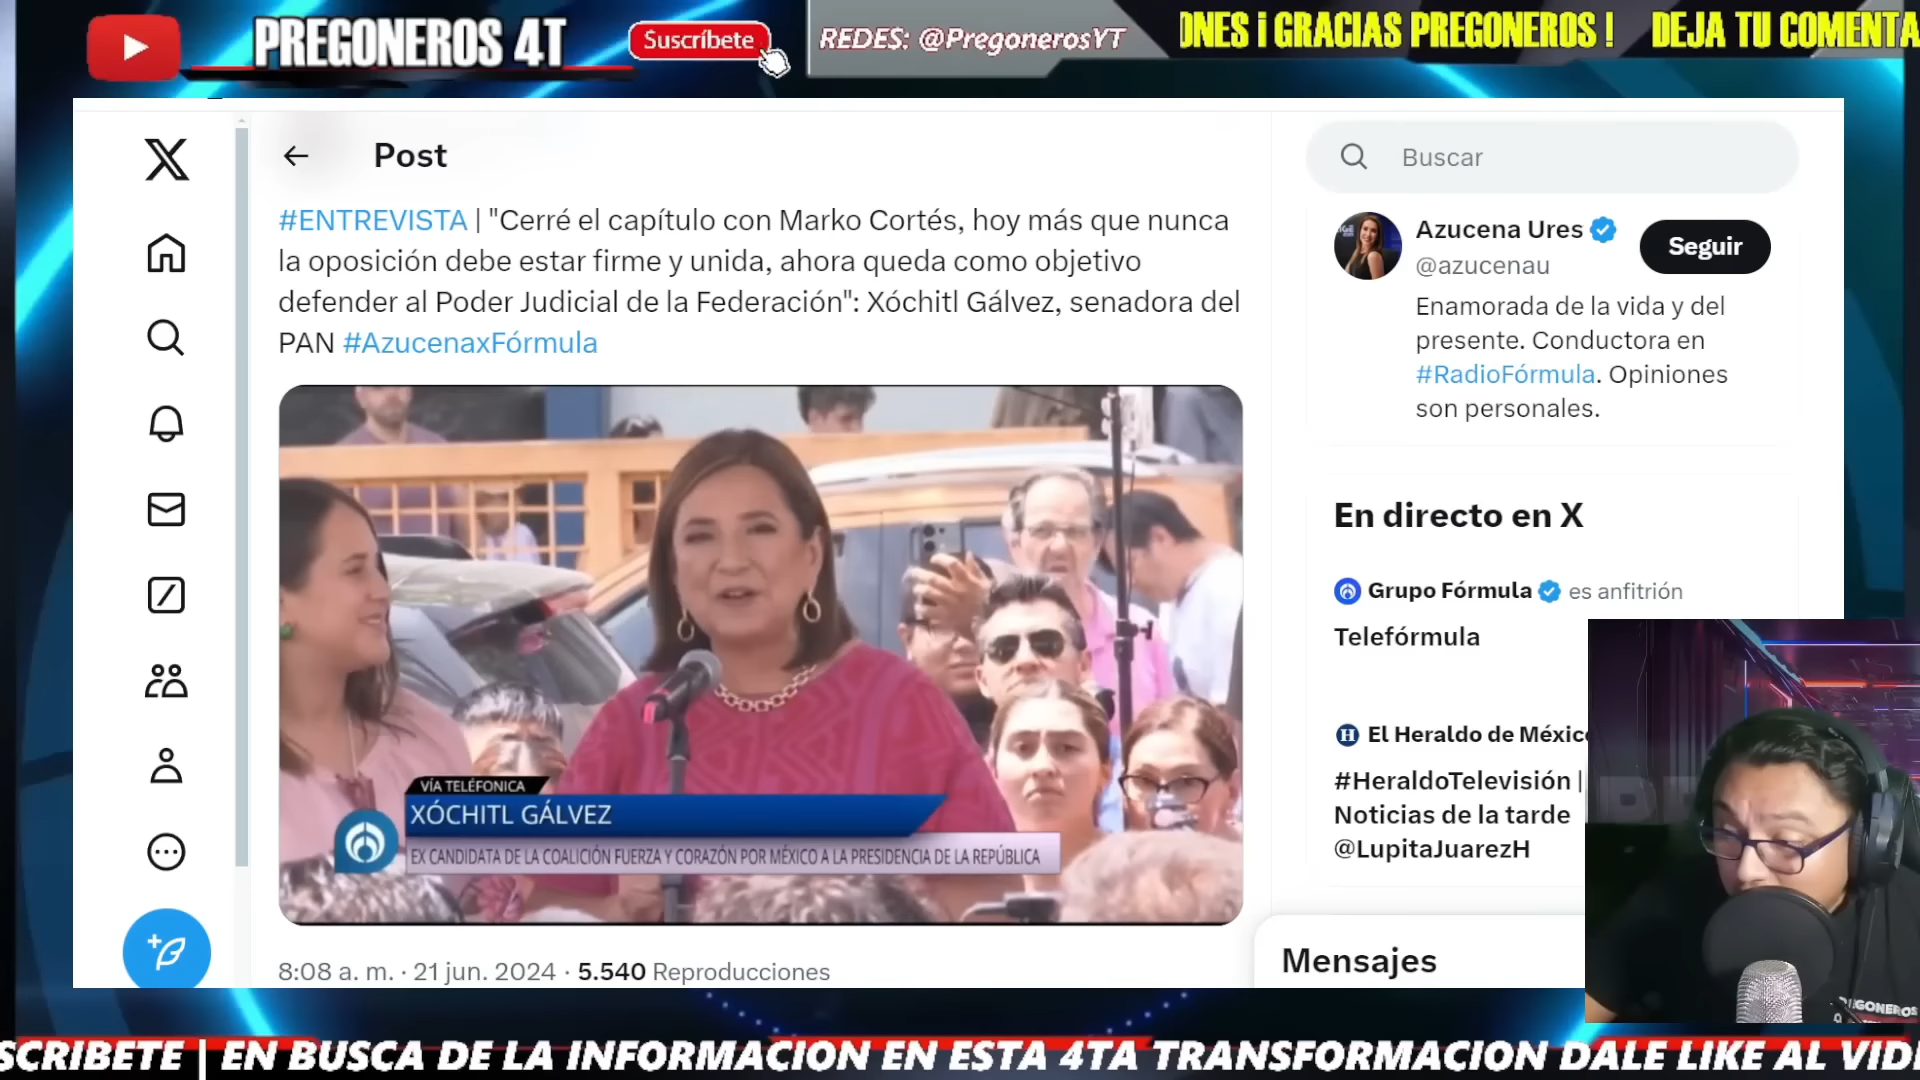 PREGONEROS 4T
Suscríbete
REDES: @PregonerosYT
ONES ¡ GRACIAS PREGONEROS ! DEJA TU COMENTA
Post
#ENTREVISTA | "Cerré el capítulo con Marko Cortés, hoy más que nunca
la oposición debe estar firme y unida, ahora queda como objetivo
defender al Poder Judicial de la Federación": Xóchitl Gálvez, senadora del
PAN #AzucenaxFórmula
VÍA TELÉFONICA
XÓCHITL GÁLVEZ
EX CANDIDATA DE LA COALICIÓN FUERZA Y CORAZÓN POR MÉXICO A LA PRESIDENCIA DE LA REPÚBLICA
8:08 a. m. · 21 jun. 2024 · 5.540 Reproducciones
Buscar
Azucena Ures
@azucenau
Seguir
Enamorada de la vida y del
presente. Conductora en
#RadioFórmula. Opiniones
son personales.
En directo en X
Grupo Fórmula es anfitrión
Telefórmula
El Heraldo de México
#HeraldoTelevisión |
Noticias de la tarde
@LupitaJuarezH
Mensajes
SCRIBETE | EN BUSCA DE LA INFORMACION EN ESTA 4TA TRANSFORMACION DALE LIKE AL VID